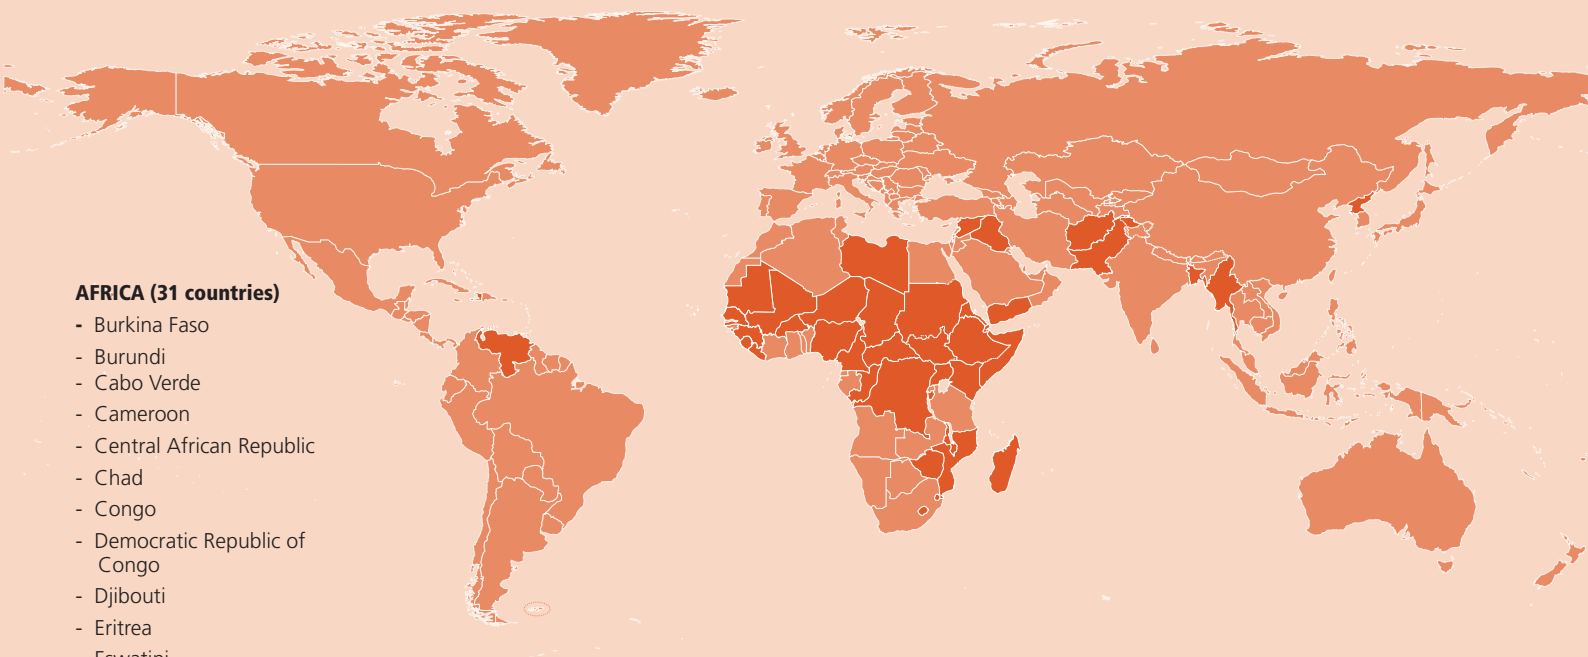 AFRICA (31 countries)
- Burkina Faso
- Burundi
- Cabo Verde
- Cameroon
- Central African Republic
- Chad
- Congo
- Democratic Republic of
Congo
- Djibouti
- Eritrea